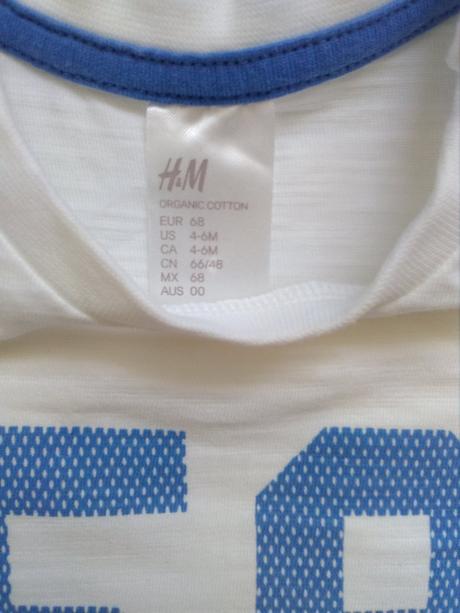 H&M
ORGANIC COTTON
EUR 68
US 4-6M
CA 4-6M
CN 66/48
MX 68
AUS 00